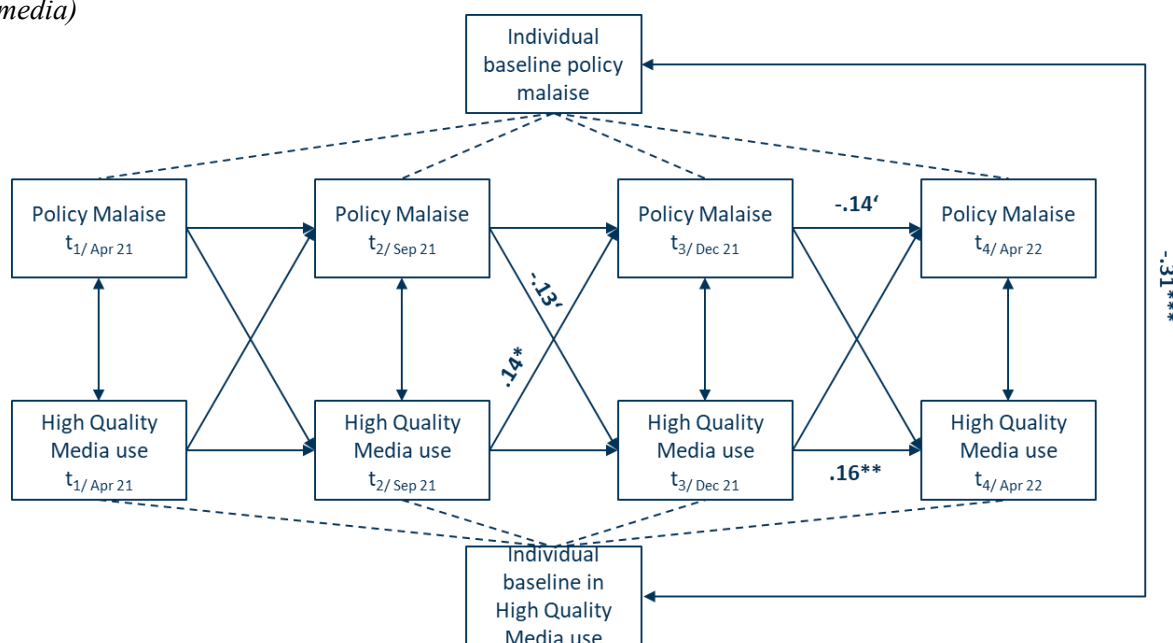 media)
Individual
baseline policy
malaise
Policy Malaise
t1/ Apr 21
Policy Malaise
t2/ Sep 21
Policy Malaise
t3/ Dec 21
-.14‘
Policy Malaise
t4/ Apr 22
-.31***
-.13‘
.14*
High Quality
Media use
t1/ Apr 21
High Quality
Media use
t2/ Sep 21
High Quality
Media use
t3/ Dec 21
.16**
High Quality
Media use
t4/ Apr 22
Individual
baseline in
High Quality
Media use